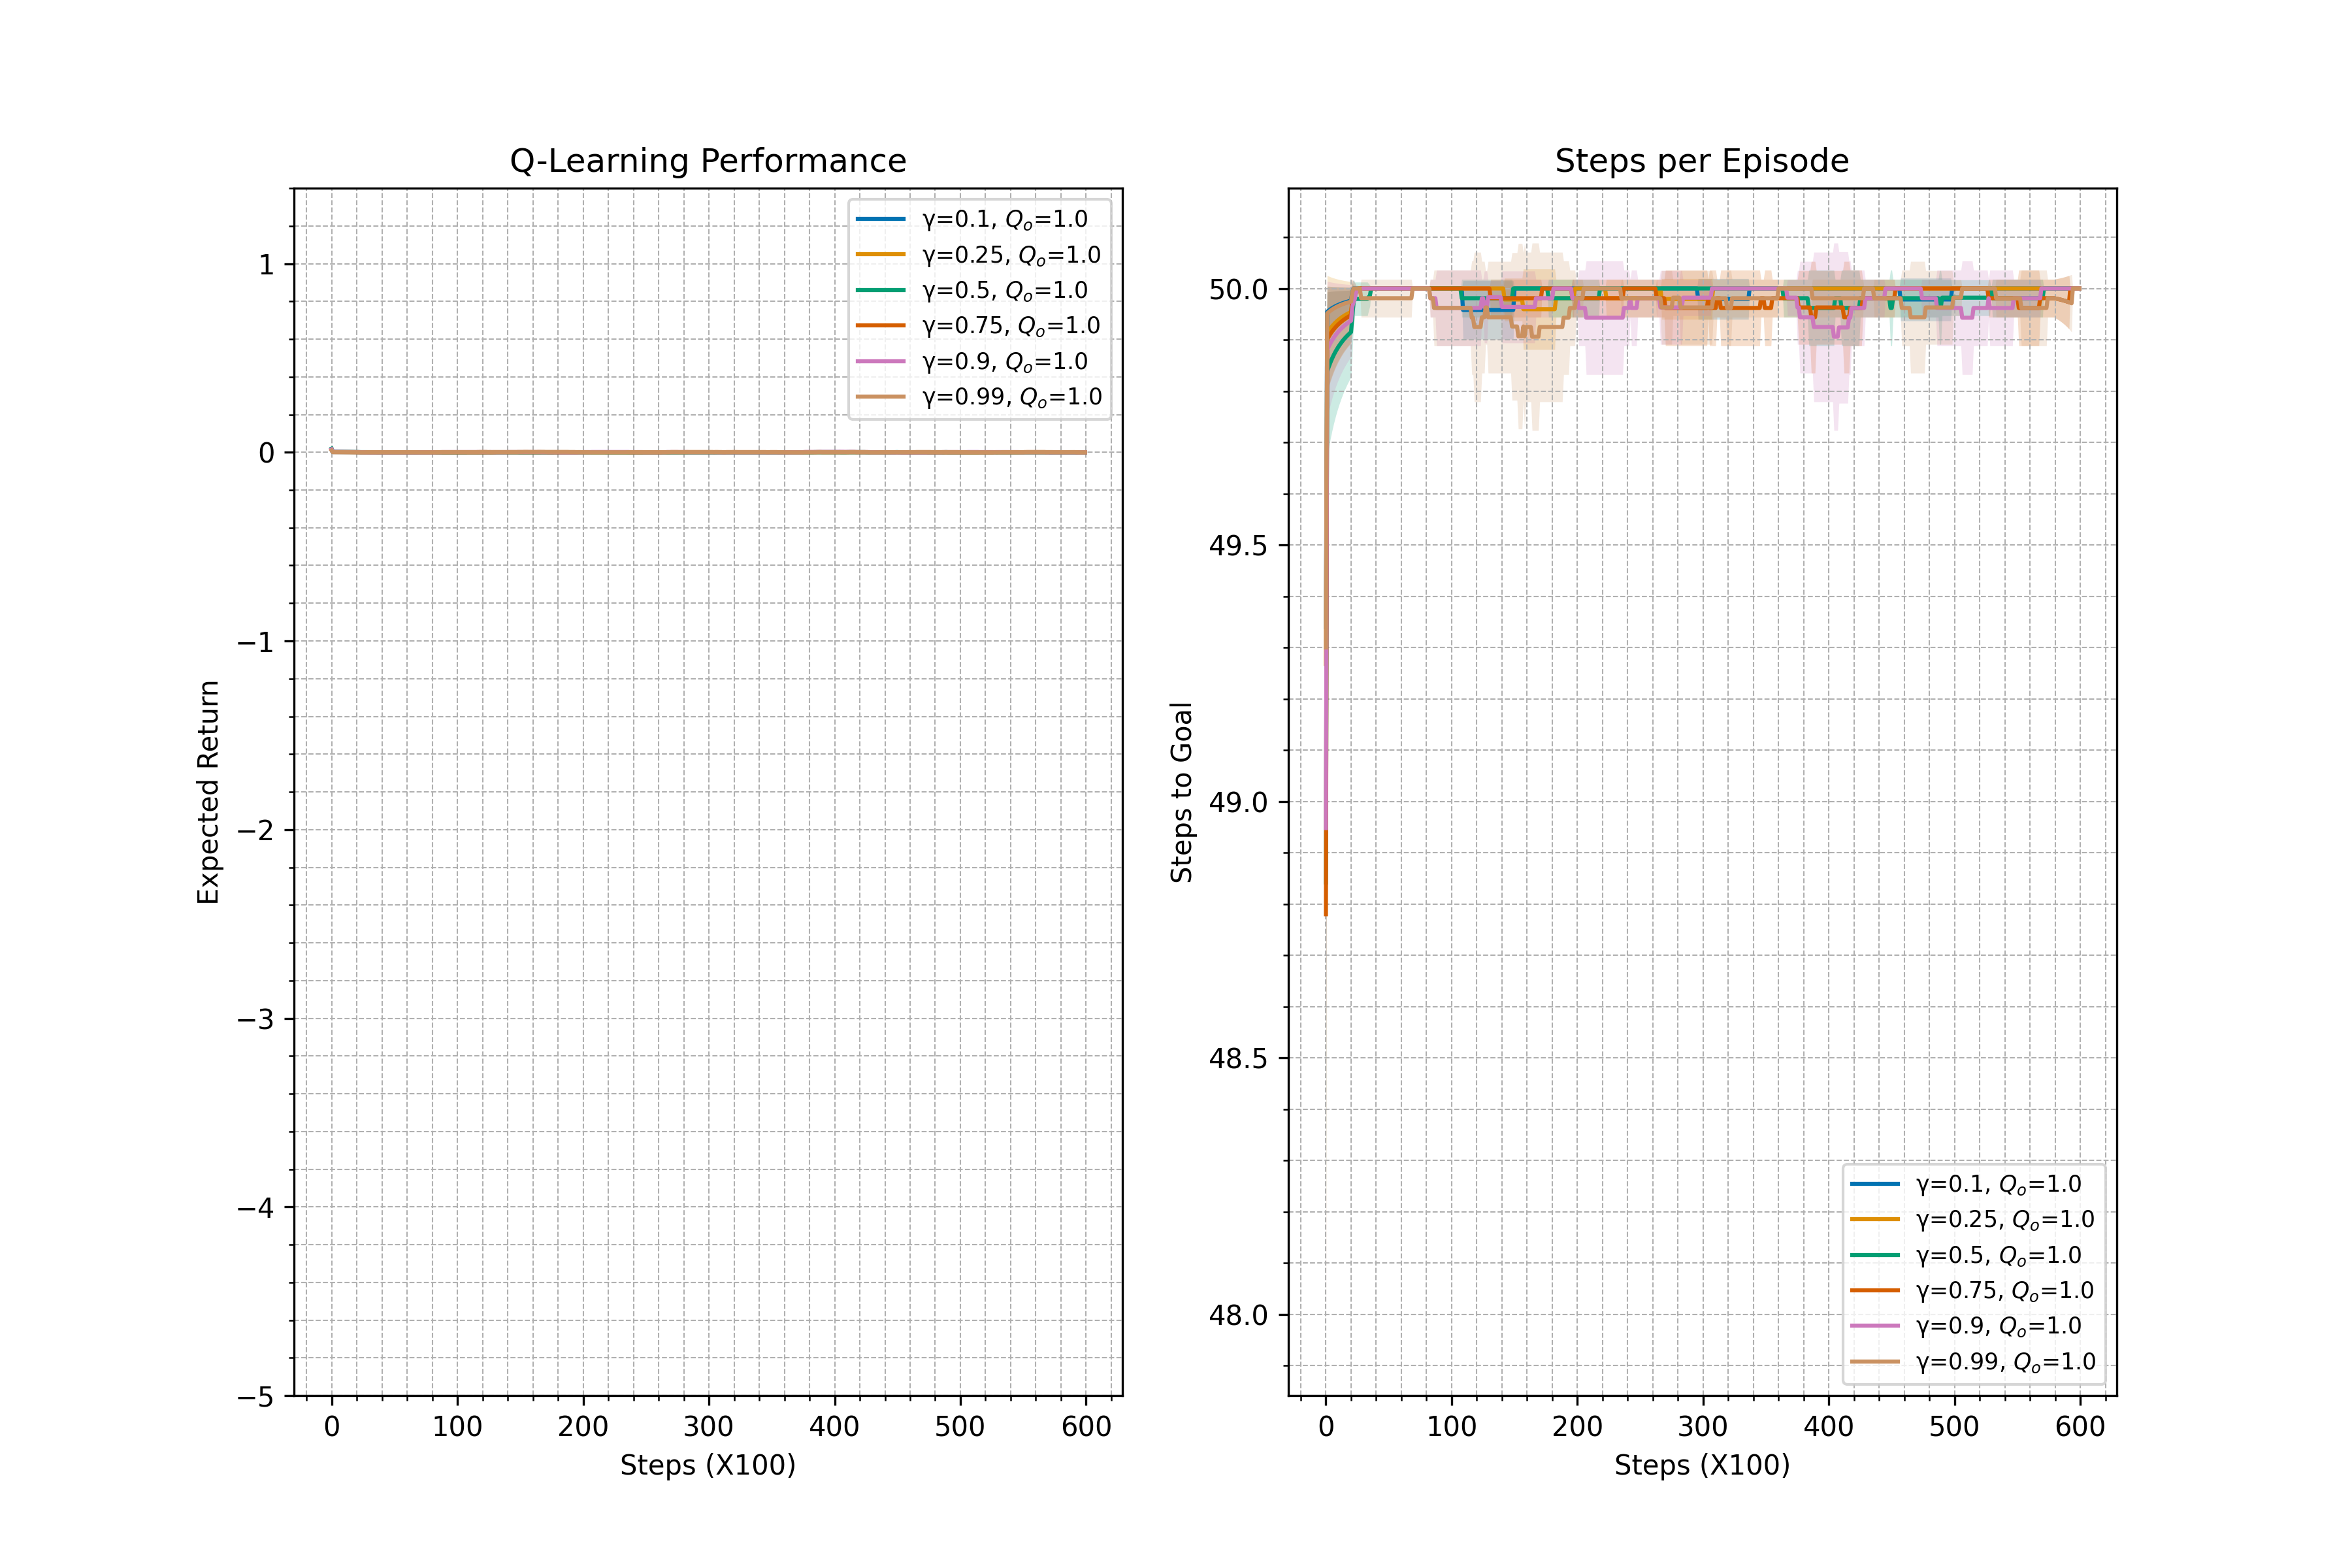 Q-Learning Performance
Expected Return
1
0
−1
−2
−3
−4
−5
γ=0.1, Qₒ=1.0
γ=0.25, Qₒ=1.0
γ=0.5, Qₒ=1.0
γ=0.75, Qₒ=1.0
γ=0.9, Qₒ=1.0
γ=0.99, Qₒ=1.0
0 100 200 300 400 500 600
Steps (X100)
Steps per Episode
Steps to Goal
50.0
49.5
49.0
48.5
48.0
γ=0.1, Qₒ=1.0
γ=0.25, Qₒ=1.0
γ=0.5, Qₒ=1.0
γ=0.75, Qₒ=1.0
γ=0.9, Qₒ=1.0
γ=0.99, Qₒ=1.0
0 100 200 300 400 500 600
Steps (X100)